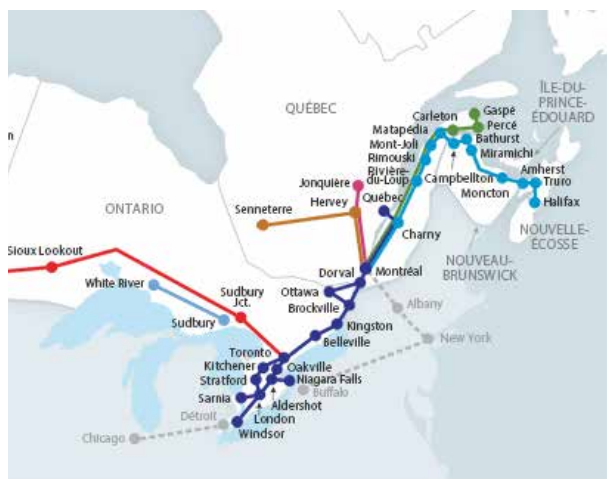 ÎLE-DU-
PRINCE-
ÉDOUARD
QUÉBEC
Carleton
Gaspé
Percé
Matapédia
Bathurst
Mont-Joli
Miramichi
Rimouski
Rivière-
du-Loup
Campbellton
Amherst
Truro
Moncton
Halifax
Jonquière
Québec
Hervey
Senneterre
ONTARIO
Charny
NOUVELLE-
ÉCOSSE
NOUVEAU-
BRUNSWICK
Sioux Lookout
Dorval
Montréal
White River
Sudbury
Jct.
Ottawa
Albany
Brockville
Sudbury
Kingston
New York
Belleville
Toronto
Kitchener
Oakville
Stratford
Niagara Falls
Buffalo
Sarnia
Aldershot
Détroit
London
Windsor
Chicago